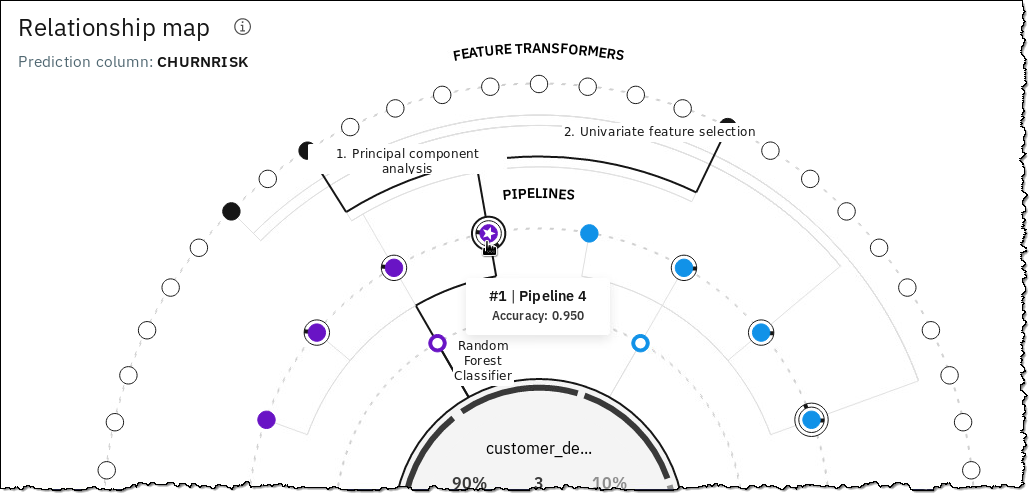 Relationship map
Prediction column: CHURNRISK
FEATURE TRANSFORMERS
2. Univariate feature selection
1. Principal component
analysis
PIPELINES
#1 | Pipeline 4
Accuracy: 0.950
Random
Forest
Classifier
customer_de...
90% 3 10%